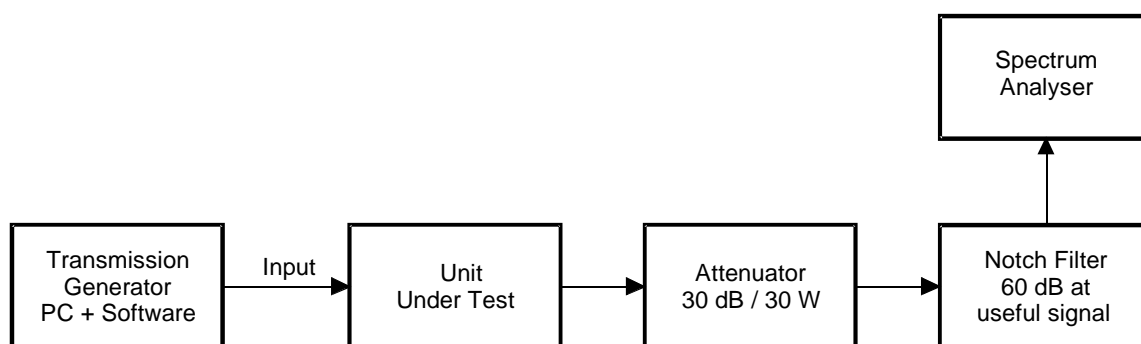 Spectrum
Analyser
Transmission
Generator
PC + Software
Input
Unit
Under Test
Attenuator
30 dB / 30 W
Notch Filter
60 dB at
useful signal